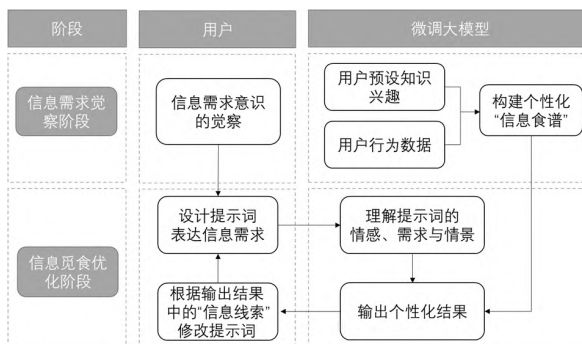 阶段
用户
微调大模型
信息需求觉
察阶段
信息需求意识
的觉察
用户预设知识
兴趣
用户行为数据
构建个性化
“信息食谱”
信息觅食优
化阶段
设计提示词
表达信息需求
理解提示词的
情感、需求与情景
根据输出结果
中的“信息线索”
修改提示词
输出个性化结果